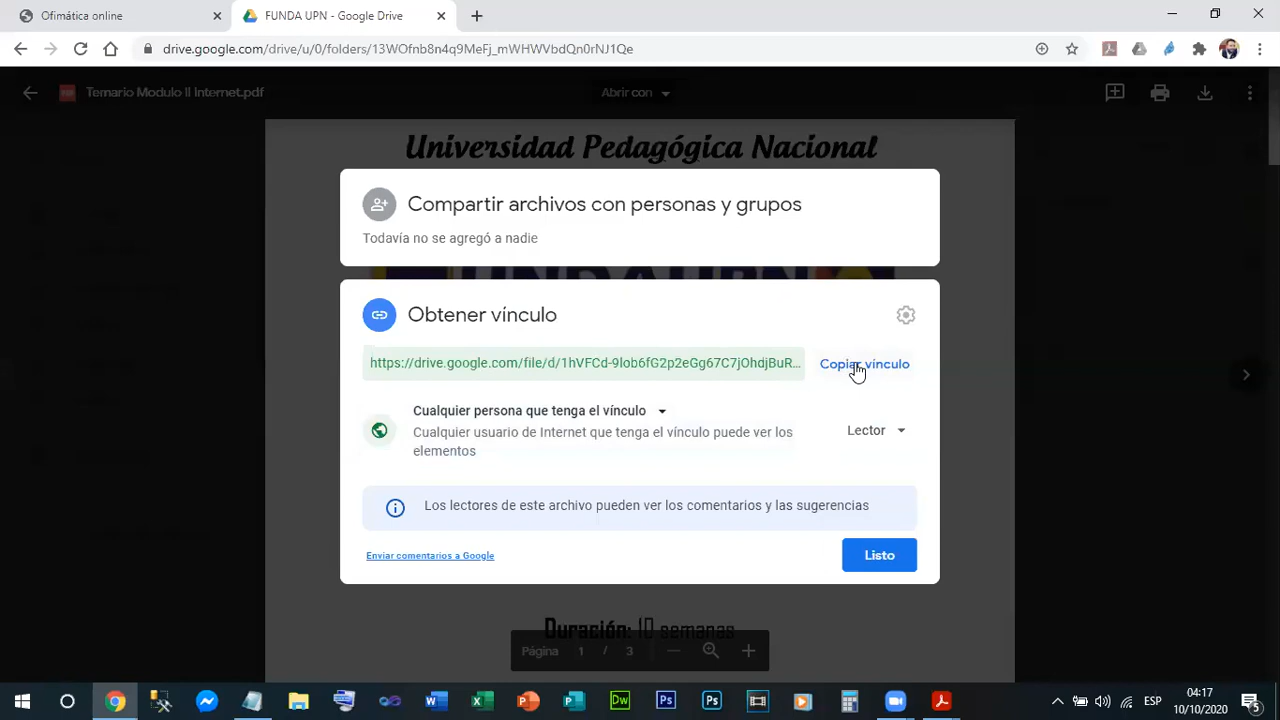 Ofimática online
FUNDA UPN - Google Drive
drive.google.com/drive/u/0/folders/13WOfnb8n4q9MeFj_mWHWVbdQn0rNJ1Qe
Temario Modulo II Internet.pdf
Abrir con
Universidad Pedagógica Nacional
Compartir archivos con personas y grupos
Todavía no se agregó a nadie
Obtener vínculo
https://drive.google.com/file/d/1hVFCd-9lob6fG2p2eGg67C7jOhdjBuR...
Copiar vínculo
Cualquier persona que tenga el vínculo
Cualquier usuario de Internet que tenga el vínculo puede ver los
elementos
Lector
Los lectores de este archivo pueden ver los comentarios y las sugerencias
Enviar comentarios a Google
Listo
Duración: 10 semanas
Página 1 / 3
ESP
04:17
10/10/2020
5